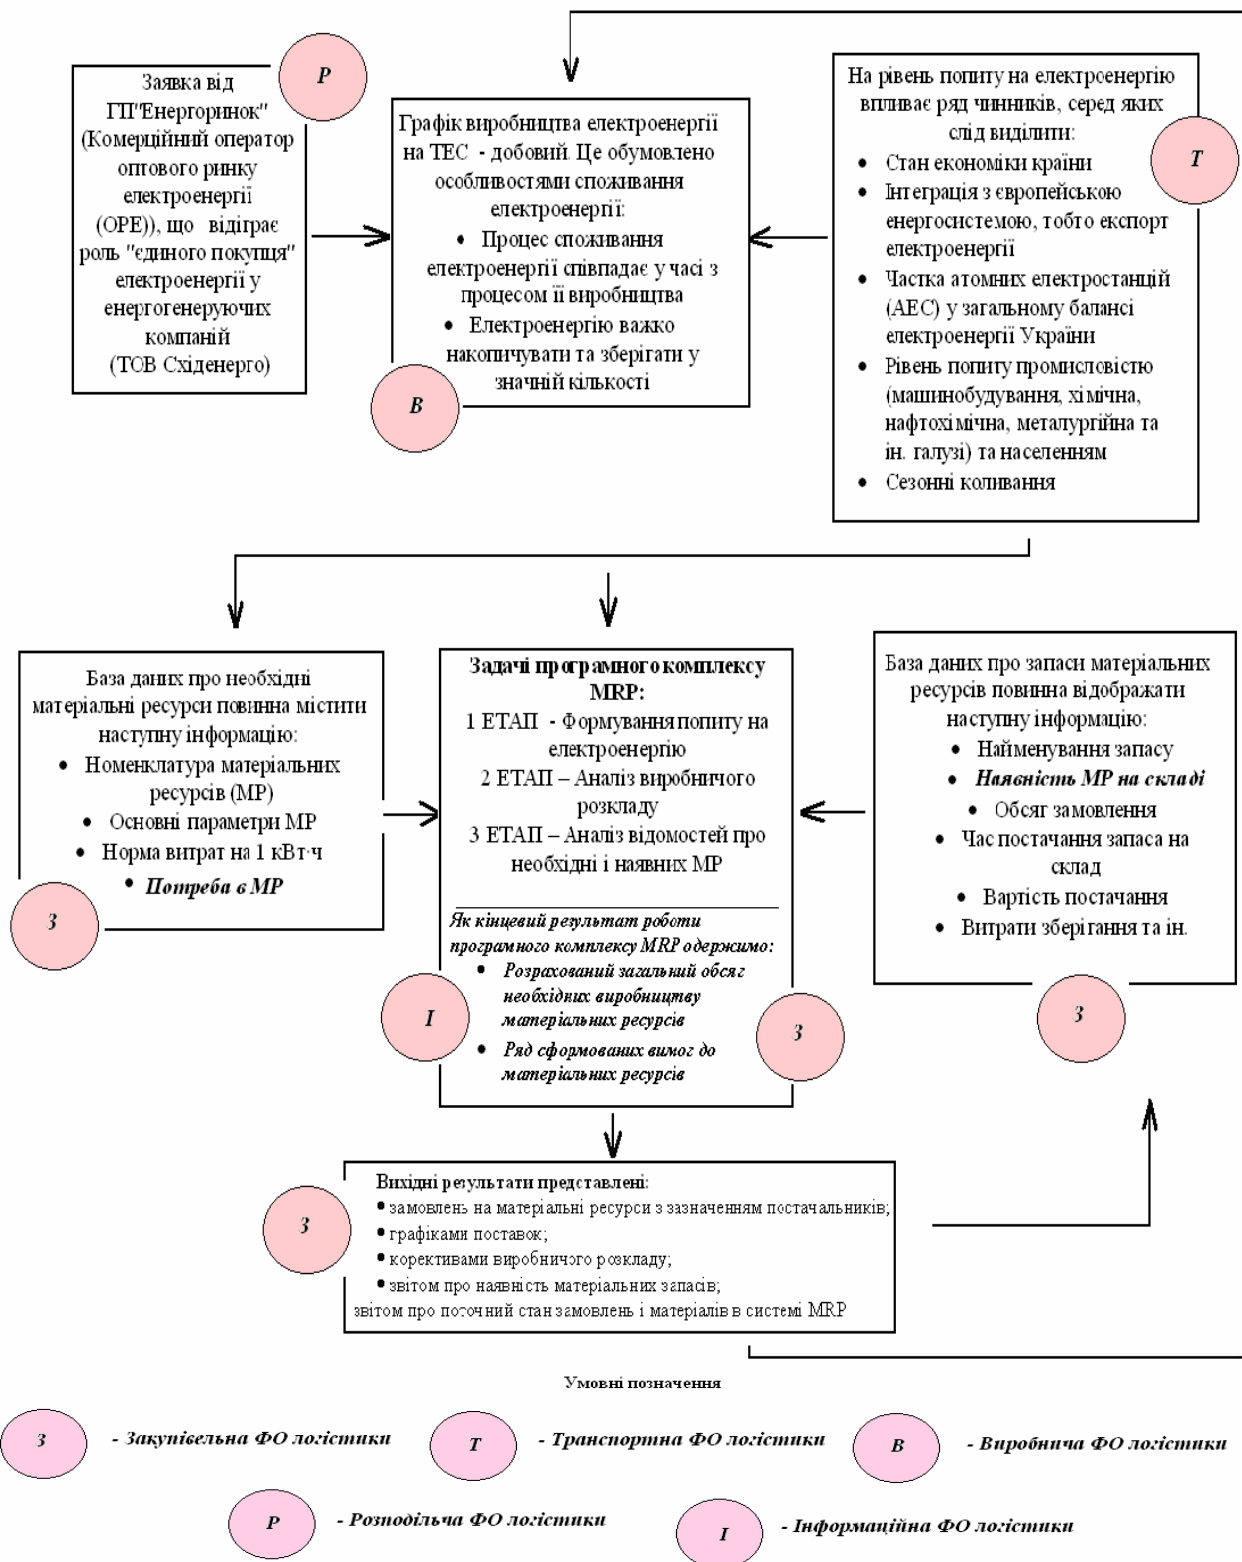 Заявка від
ГП"Енергоринок"
(Комерційний оператор
оптового ринку
електроенергії
(ОРЕ)), що відіграє
роль "єдиного покупця"
електроенергії у
енергогенеруючих
компаній
(ТОВ Східенерго)
Р
Графік виробництва електроенергії
на ТЕС - добовий. Це обумовлено
особливостями споживання
електроенергії:
• Процес споживання
електроенергії співпадає у часі з
процесом її виробництва
• Електроенергію важко
накопичувати та зберігати у
значній кількості
В
На рівень попиту на електроенергію
впливає ряд чинників, серед яких
слід виділити:
• Стан економіки країни
• Інтеграція з європейською
енергосистемою, тобто експорт
електроенергії
• Частка атомних електростанцій
(АЕС) у загальному балансі
електроенергії України
• Рівень попиту промисловістю
(машинобудування, хімічна,
нафтохімічна, металургійна та
ін. галузі) та населенням
• Сезонні коливання
Т
База даних про необхідні
матеріальні ресурси повинна містити
наступну інформацію:
• Номенклатура матеріальних
ресурсів (МР)
• Основні параметри МР
• Норма витрат на 1 кВт·ч
• Потреба в МР
З
Задачі програмного комплексу
MRP:
1 ЕТАП - Формування попиту на
електроенергію
2 ЕТАП – Аналіз виробничого
розкладу
3 ЕТАП – Аналіз відомостей про
необхідні і наявних МР
Як кінцевий результат роботи
програмного комплексу MRP одержимо:
• Розрахований загальний обсяг
необхідних виробництву
матеріальних ресурсів
• Ряд сформованих вимог до
матеріальних ресурсів
І
З
База даних про запаси матеріальних
ресурсів повинна відображати
наступну інформацію:
• Найменування запасу
• Наявність МР на складі
• Обсяг замовлення
• Час постачання запаса на
склад
• Вартість постачання
• Витрати зберігання та ін.
З
Вихідні результати представлені:
• замовлень на матеріальні ресурси з зазначенням постачальників;
• графіками поставок;
• корективами виробничого розкладу;
• звітом про наявність матеріальних запасів;
звітом про поточний стан замовлень і матеріалів в системі MRP
З
Умовні позначення
З - Закупівельна ФО логістики
Т - Транспортна ФО логістики
В - Виробнича ФО логістики
Р - Розподільча ФО логістики
І - Інформаційна ФО логістики